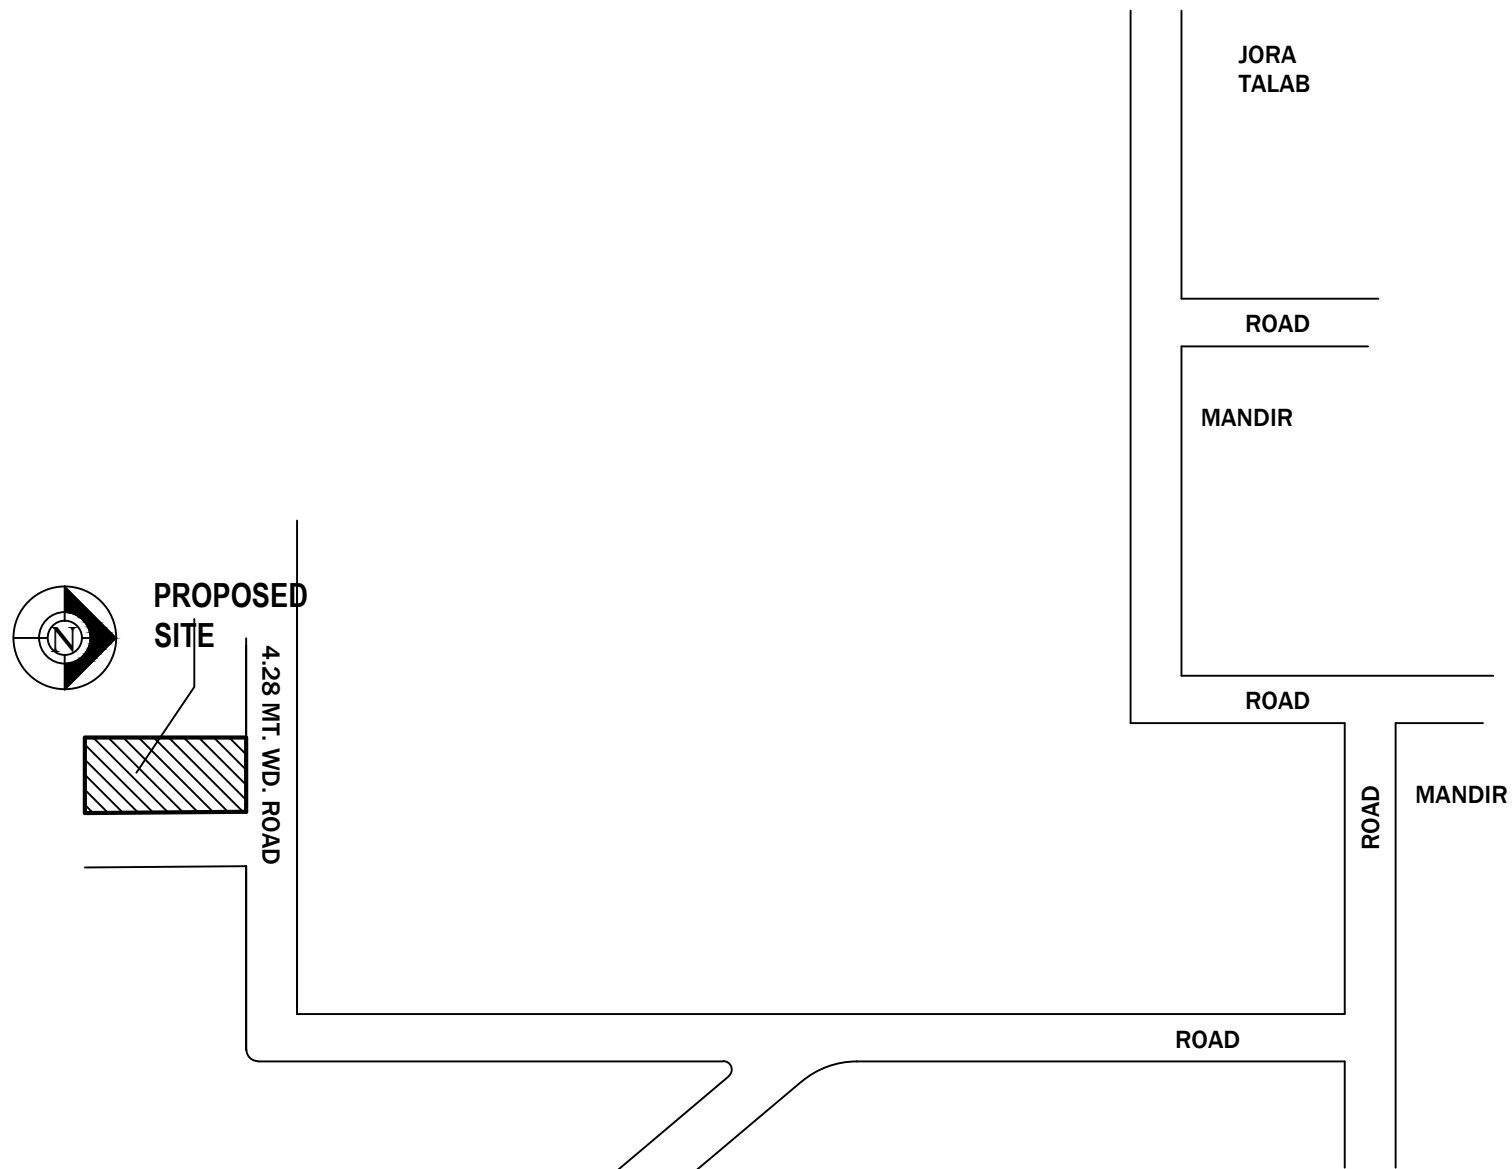 JORA
TALAB
ROAD
MANDIR
PROPOSED
SITE
N
4.28 MT. WD. ROAD
ROAD
ROAD
MANDIR
ROAD